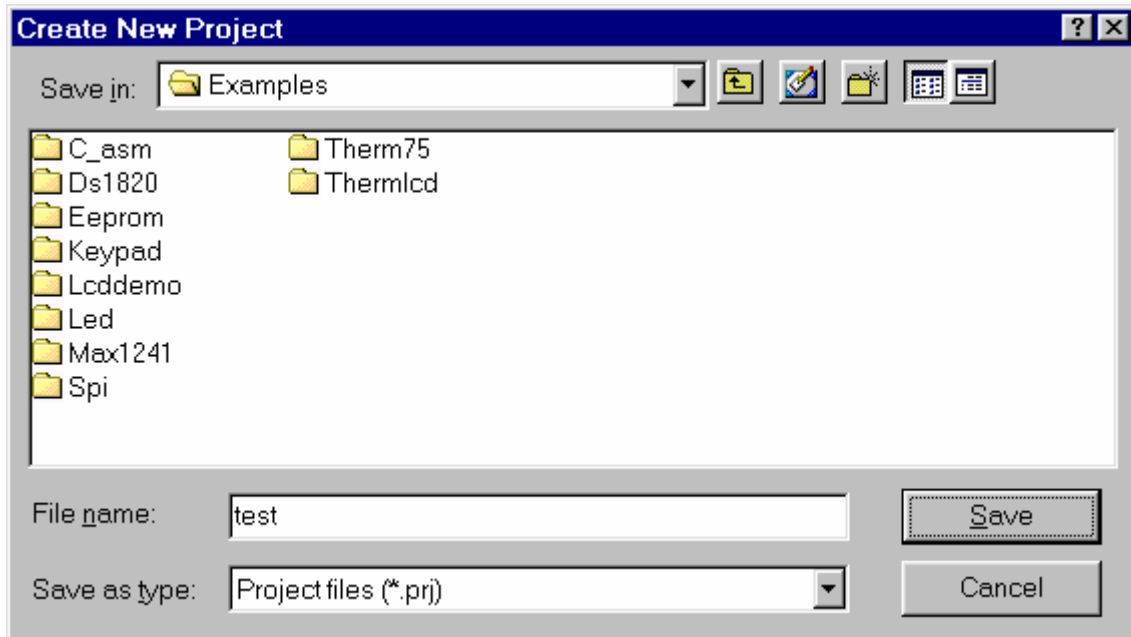 Create New Project
Save in: Examples
C_asm
Ds1820
Eeprom
Keypad
Lcddemo
Led
Max1241
Spi
Therm75
Thermlcd
File name: test
Save
Save as type: Project files (*.prj)
Cancel